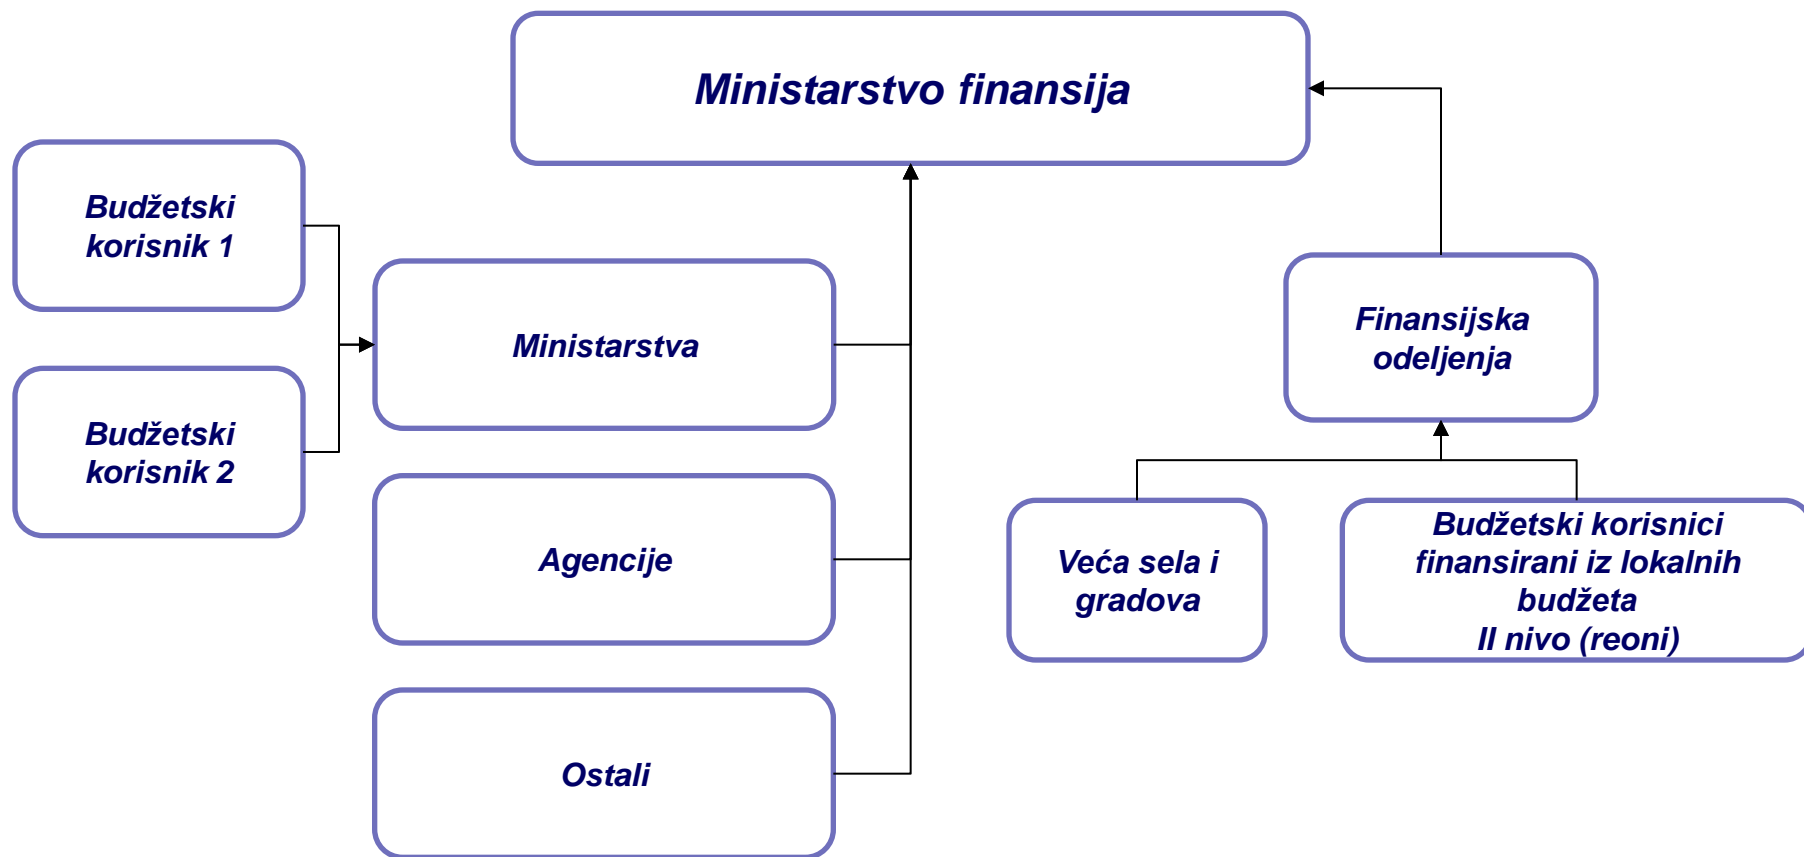 Ministarstvo finansija
Budžetski
korisnik 1
Budžetski
korisnik 2
Ministarstva
Agencije
Ostali
Finansijska
odeljenja
Veća sela i
gradova
Budžetski korisnici
finansirani iz lokalnih
budžeta
II nivo (reoni)